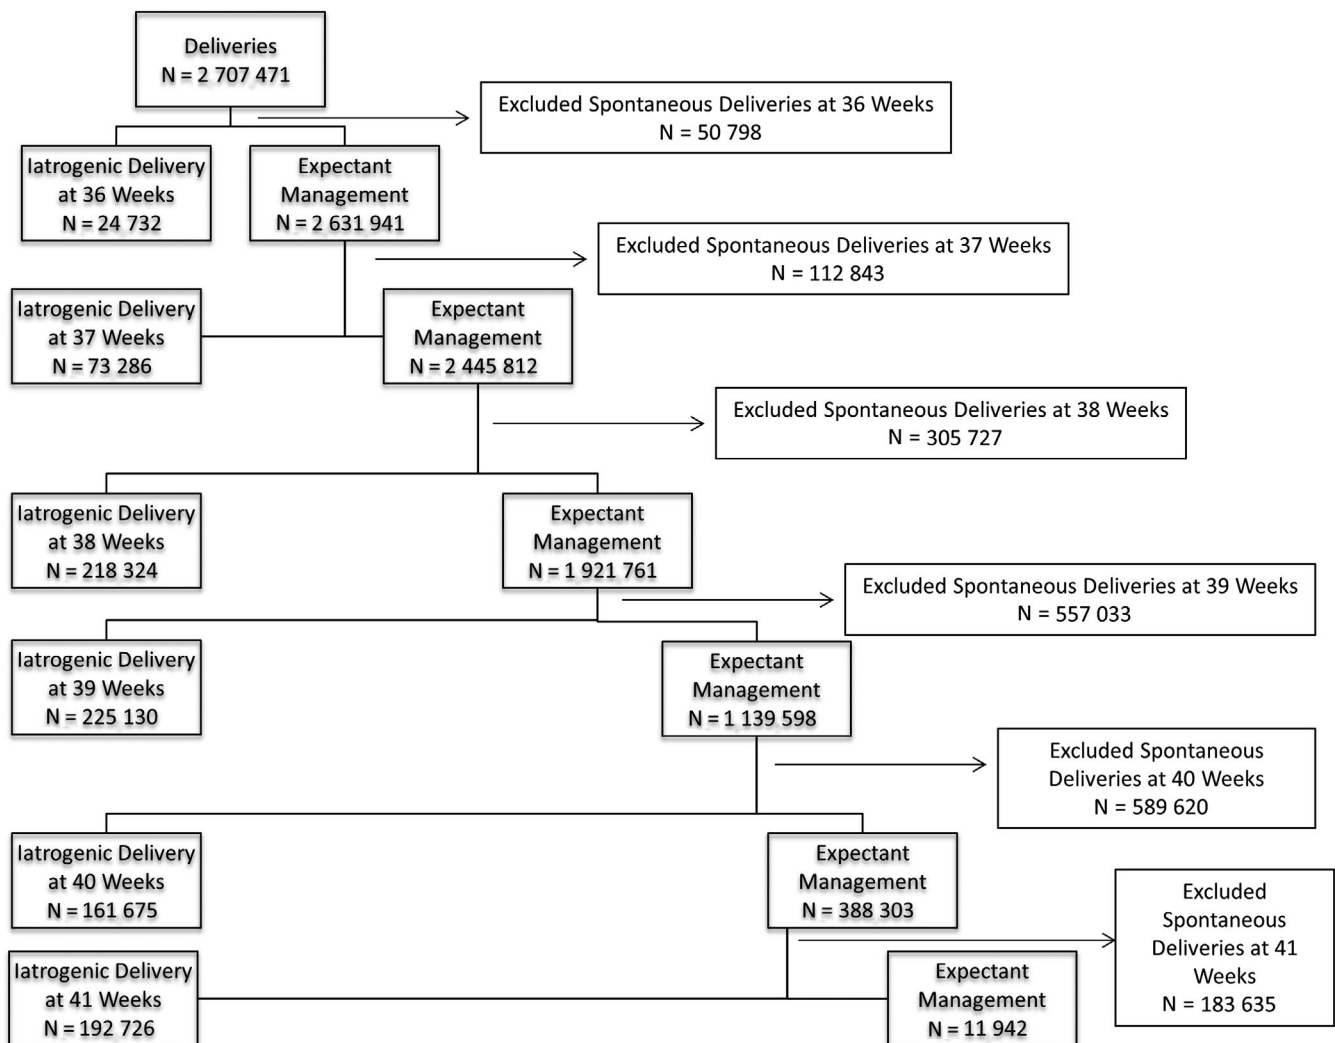 Deliveries
N = 2 707 471
Excluded Spontaneous Deliveries at 36 Weeks
N = 50 798
Iatrogenic Delivery
at 36 Weeks
N = 24 732
Expectant
Management
N = 2 631 941
Excluded Spontaneous Deliveries at 37 Weeks
N = 112 843
Iatrogenic Delivery
at 37 Weeks
N = 73 286
Expectant
Management
N = 2 445 812
Excluded Spontaneous Deliveries at 38 Weeks
N = 305 727
Iatrogenic Delivery
at 38 Weeks
N = 218 324
Expectant
Management
N = 1 921 761
Excluded Spontaneous Deliveries at 39 Weeks
N = 557 033
Iatrogenic Delivery
at 39 Weeks
N = 225 130
Expectant
Management
N = 1 139 598
Excluded Spontaneous
Deliveries at 40 Weeks
N = 589 620
Iatrogenic Delivery
at 40 Weeks
N = 161 675
Expectant
Management
N = 388 303
Excluded
Spontaneous
Deliveries at 41
Weeks
N = 183 635
Iatrogenic Delivery
at 41 Weeks
N = 192 726
Expectant
Management
N = 11 942